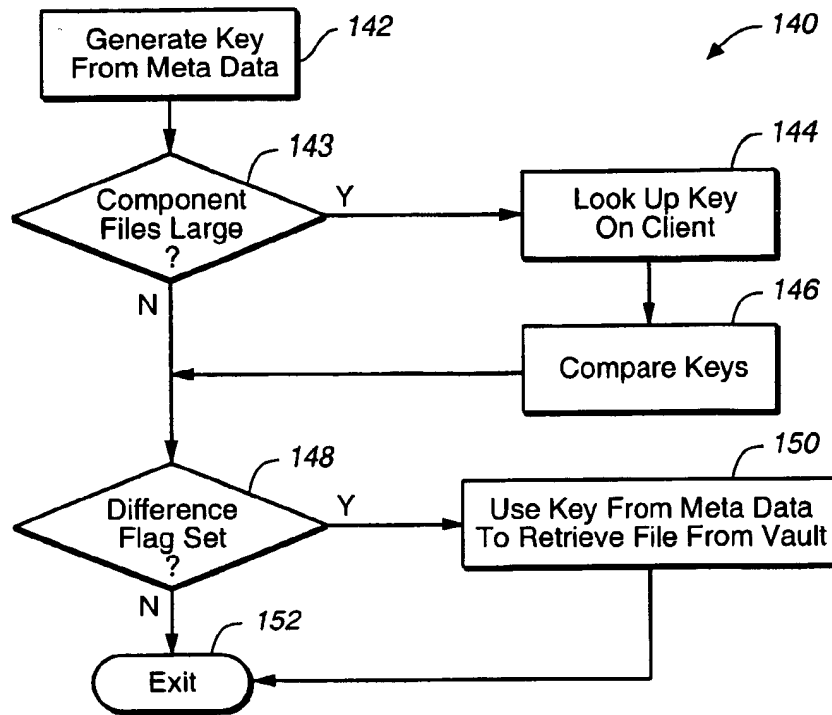 Generate Key
From Meta Data
142
140
143
Component
Files Large
?
Y
N
144
Look Up Key
On Client
146
Compare Keys
148
Difference
Flag Set
?
Y
N
150
Use Key From Meta Data
To Retrieve File From Vault
152
Exit